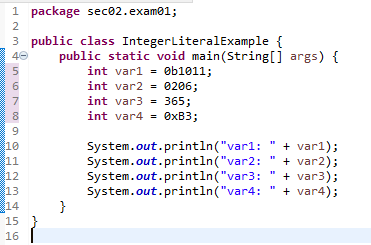 1 package sec02.exam01;
2
3 public class IntegerLiteralExample {
4     public static void main(String[] args) {
5         int var1 = 0b1011;
6         int var2 = 0206;
7         int var3 = 365;
8         int var4 = 0xB3;
9
10         System.out.println("var1: " + var1);
11         System.out.println("var2: " + var2);
12         System.out.println("var3: " + var3);
13         System.out.println("var4: " + var4);
14     }
15 }
16